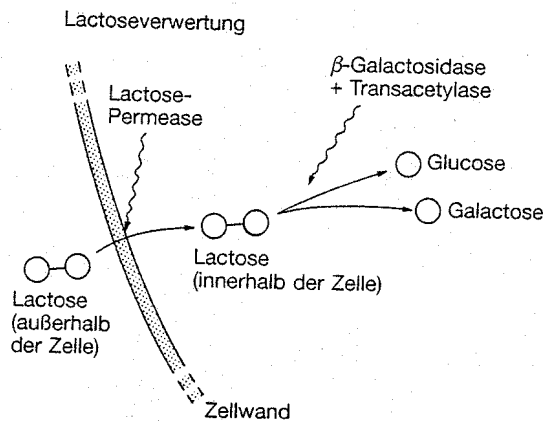 Lactoseverwertung
Lactose-
Permease
β-Galactosidase
+ Transacetylase
Glucose
Galactose
Lactose
(innerhalb der Zelle)
Lactose
(außerhalb
der Zelle)
Zellwand